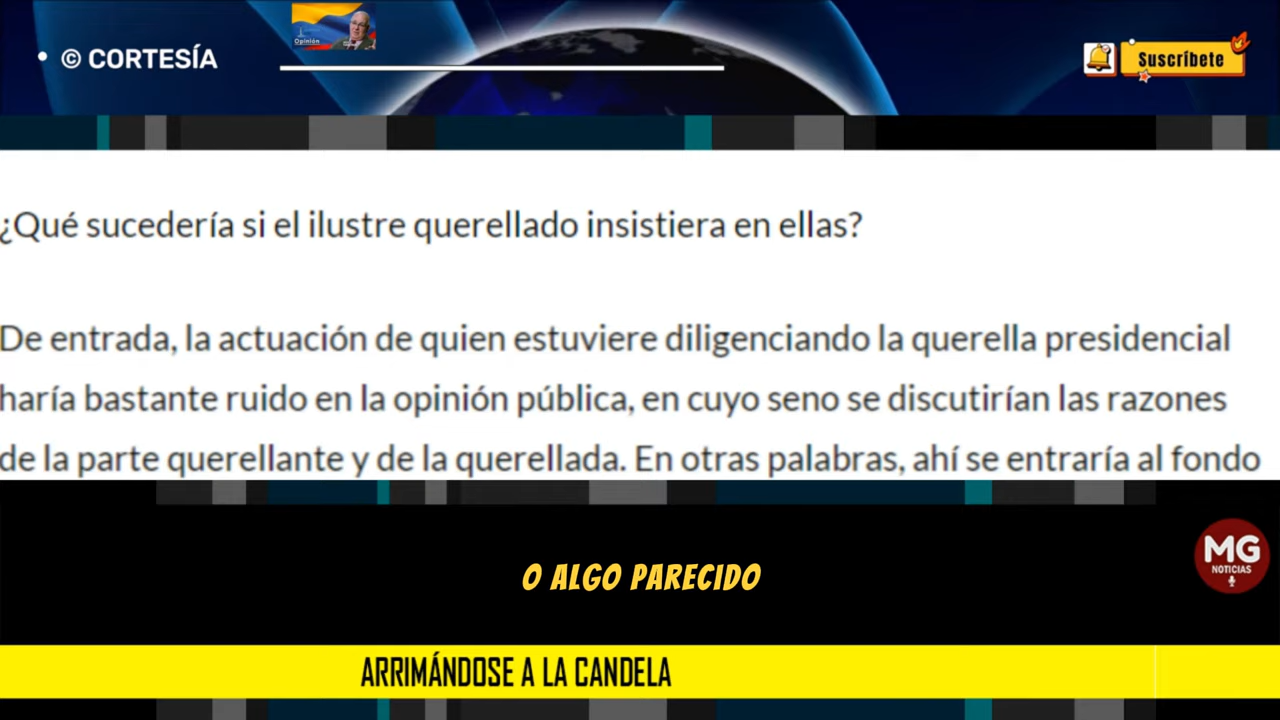 • © CORTESÍA
Opinión
Suscríbete
¿Qué sucedería si el ilustre querellado insistiera en ellas?
De entrada, la actuación de quien estuviere diligenciando la querella presidencial
haría bastante ruido en la opinión pública, en cuyo seno se discutirían las razones
de la parte querellante y de la querellada. En otras palabras, ahí se entraría al fondo
MG
NOTICIAS
O ALGO PARECIDO
ARRIMÁNDOSE A LA CANDELA